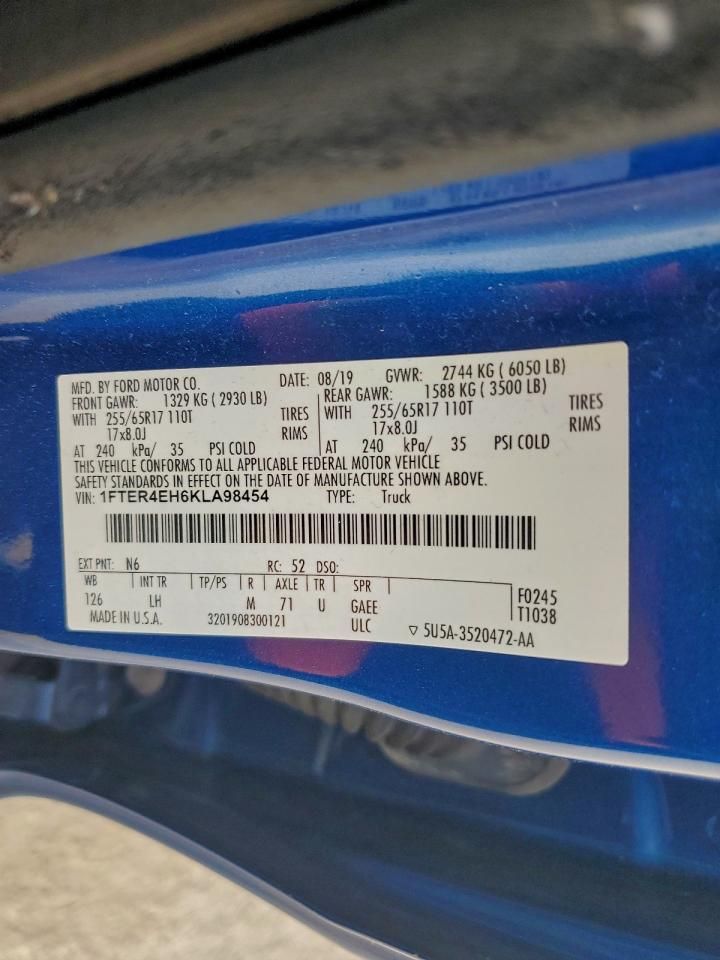 MFD. BY FORD MOTOR CO. DATE: 08/19 GVWR: 2744 KG ( 6050 LB)
FRONT GAWR: 1329 KG ( 2930 LB) REAR GAWR: 1588 KG ( 3500 LB)
WITH 255/65R17 110T TIRES WITH 255/65R17 110T TIRES
17x8.0J RIMS 17x8.0J RIMS
AT 240 kPa/ 35 PSI COLD AT 240 kPa/ 35 PSI COLD
THIS VEHICLE CONFORMS TO ALL APPLICABLE FEDERAL MOTOR VEHICLE
SAFETY STANDARDS IN EFFECT ON THE DATE OF MANUFACTURE SHOWN ABOVE.
VIN: 1FTER4EH6KLA98454 TYPE: Truck
EXT PNT: N6 RC: 52 DSO:
WB INT TR TP/PS R AXLE TR SPR
126 LH M 71 U GAEE F0245
ULC T1038
MADE IN U.S.A. 3201908300121 ▽ 5U5A-3520472-AA